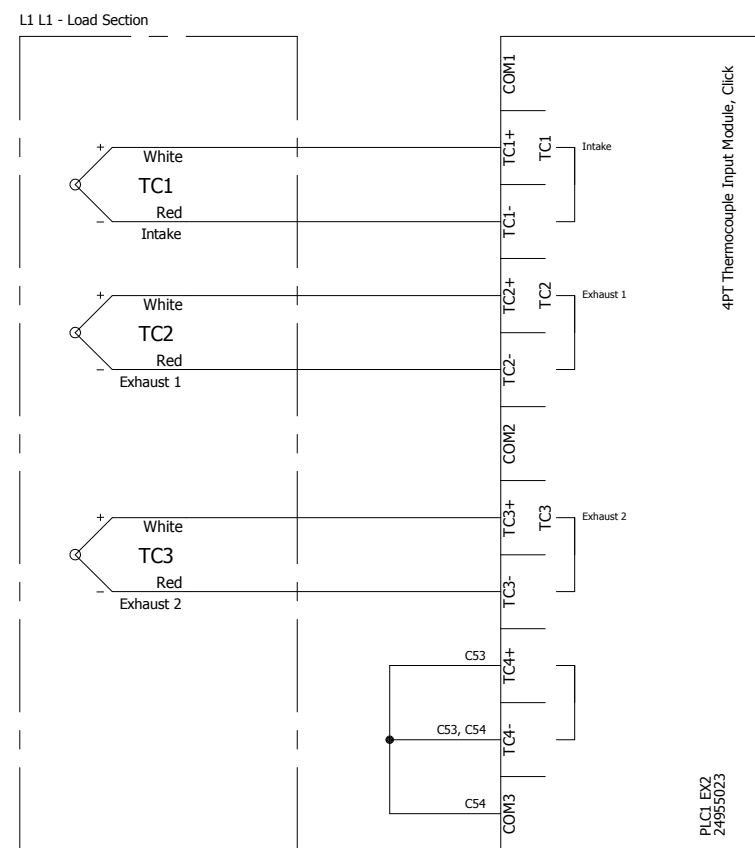 L1 L1 - Load Section
COM1
4PT Thermocouple Input Module, Click
+
White
TC1+
TC1
Intake
TC1
Red
-
Intake
TC1-
+
White
TC2+
TC2
Exhaust 1
TC2
Red
-
Exhaust 1
TC2-
COM2
+
White
TC3+
TC3
Exhaust 2
TC3
Red
-
Exhaust 2
TC3-
C53
TC4+
C53, C54
TC4-
C54
COM3
PLC1 EX2
24955023